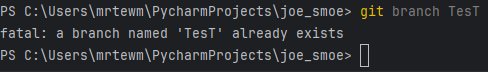 PS C:\Users\mrtewm\PycharmProjects\joe_smoe> git branch TesT
fatal: a branch named 'TesT' already exists
PS C:\Users\mrtewm\PycharmProjects\joe_smoe>